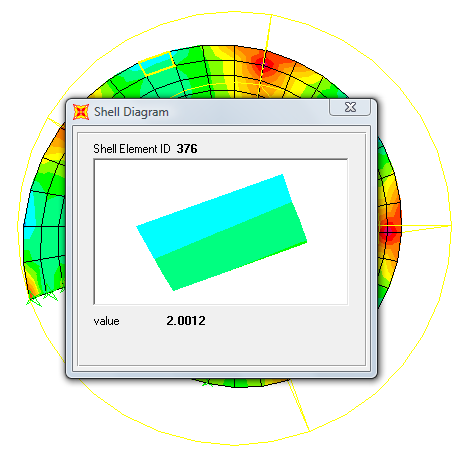 Shell Diagram
Shell Element ID 376
value 2.0012